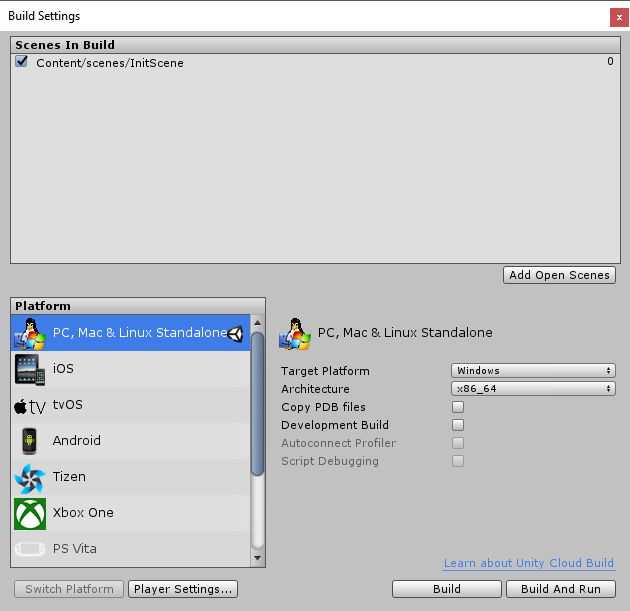 Build Settings
x
Scenes In Build
Content/scenes/InitScene 0
Add Open Scenes
Platform
PC, Mac & Linux Standalone
iOS
tv tvOS
Android
Tizen
Xbox One
PS Vita
PC, Mac & Linux Standalone
Target Platform Windows
Architecture x86_64
Copy PDB files
Development Build
Autoconnect Profiler
Script Debugging
Learn about Unity Cloud Build
Switch Platform Player Settings... Build Build And Run